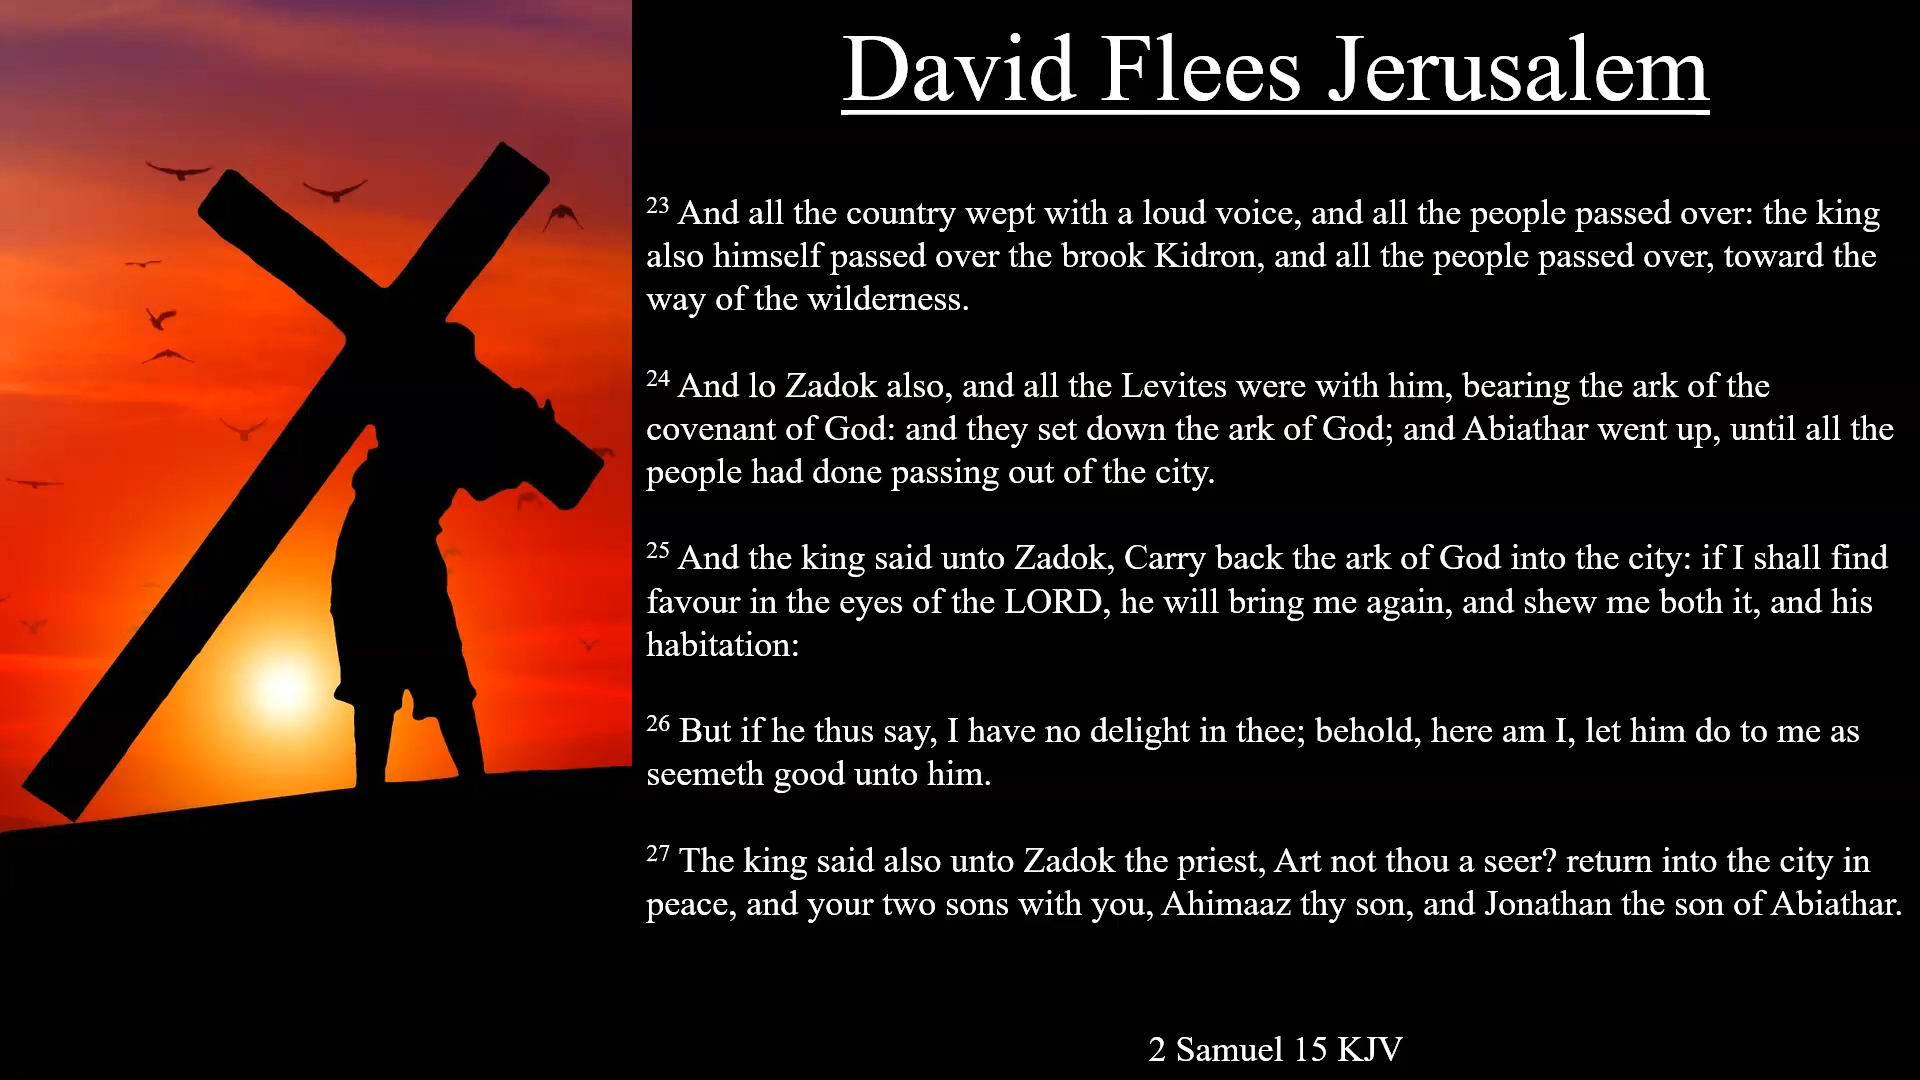 David Flees Jerusalem
23 And all the country wept with a loud voice, and all the people passed over: the king
also himself passed over the brook Kidron, and all the people passed over, toward the
way of the wilderness.
24 And lo Zadok also, and all the Levites were with him, bearing the ark of the
covenant of God: and they set down the ark of God; and Abiathar went up, until all the
people had done passing out of the city.
25 And the king said unto Zadok, Carry back the ark of God into the city: if I shall find
favour in the eyes of the LORD, he will bring me again, and shew me both it, and his
habitation:
26 But if he thus say, I have no delight in thee; behold, here am I, let him do to me as
seemeth good unto him.
27 The king said also unto Zadok the priest, Art not thou a seer? return into the city in
peace, and your two sons with you, Ahimaaz thy son, and Jonathan the son of Abiathar.
2 Samuel 15 KJV